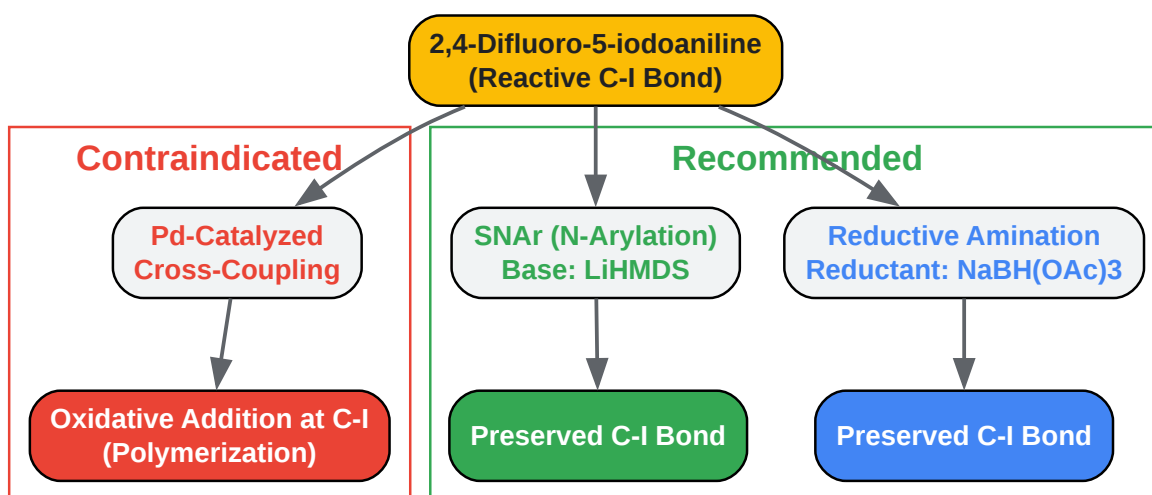 2,4-Difluoro-5-iodoaniline
(Reactive C-I Bond)
Contraindicated
Recommended
Pd-Catalyzed
Cross-Coupling
SNAr (N-Arylation)
Base: LiHMDS
Reductive Amination
Reductant: NaBH(OAc)3
Oxidative Addition at C-I
(Polymerization)
Preserved C-I Bond
Preserved C-I Bond